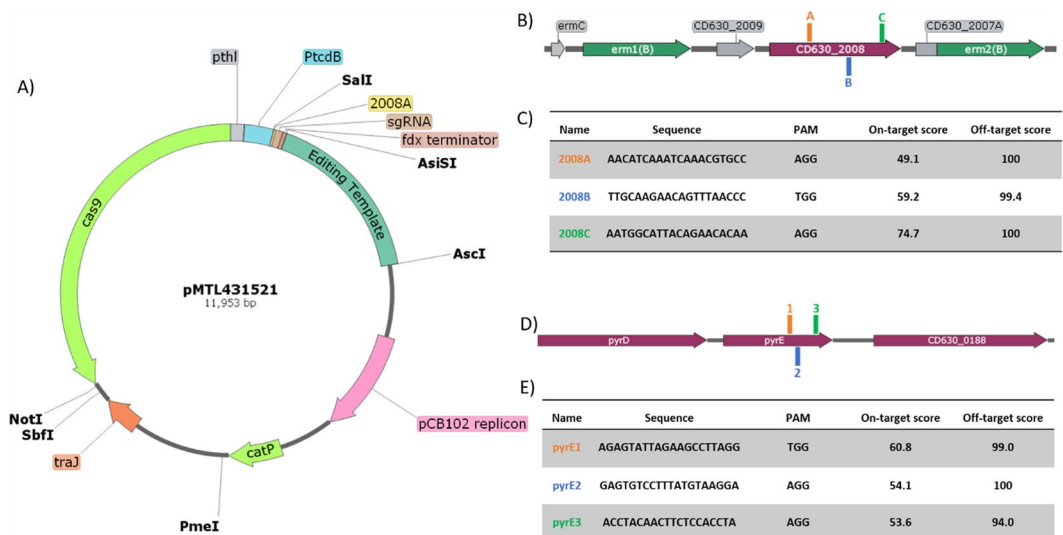 A)
pthl
PtcdB
SalI
2008A
sgRNA
fdx terminator
AsiSI
Editing Template
AscI
cas9
pMTL431521
11,953 bp
NotI
SbfI
traJ
pCB102 replicon
catP
PmeI
B)
ermC
CD630_2009
A
C
CD630_2007A
erm1(B)
CD630_2008
erm2(B)
B
C)
Name Sequence PAM On-target score Off-target score
2008A AACATCAAATCAAACGTGCC AGG 49.1 100
2008B TTGCAAGAACAGTTTAACCC TGG 59.2 99.4
2008C AATGGCATTACAGAACACAA AGG 74.7 100
D)
1
3
pyrD
pyrE
CD630_0188
2
E)
Name Sequence PAM On-target score Off-target score
pyrE1 AGAGTATTAGAAGCCTTAGG TGG 60.8 99.0
pyrE2 GAGTGTCCTTTATGTAAGGA AGG 54.1 100
pyrE3 ACCTACAACTTCTCCACCTA AGG 53.6 94.0